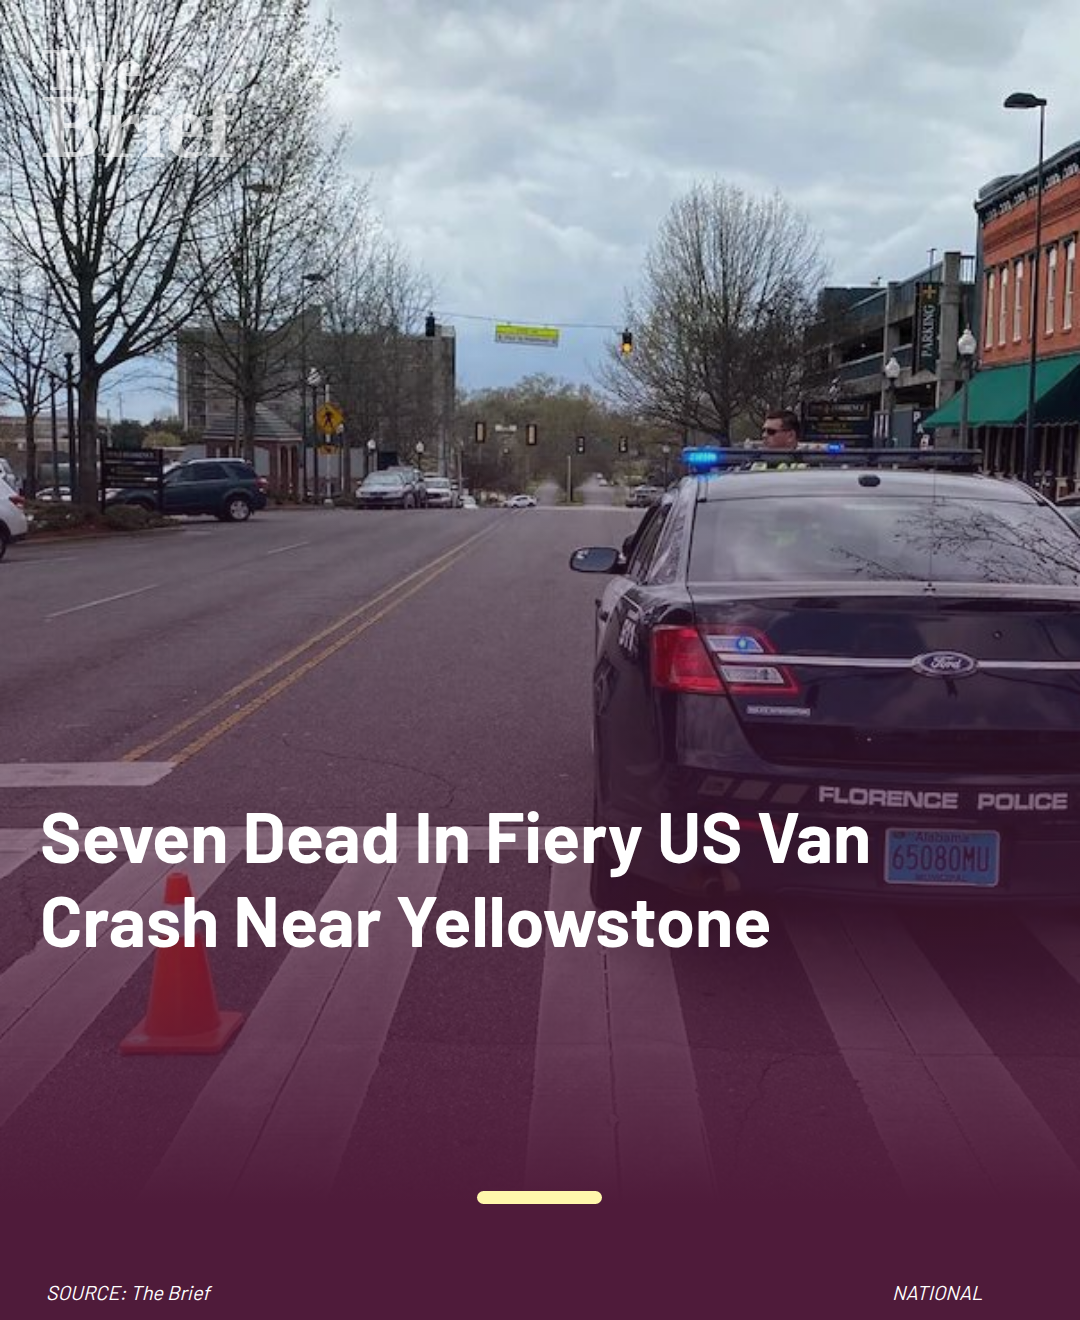 The
Brief
PARKING
Ford
FLORENCE POLICE
Seven Dead In Fiery US Van
Crash Near Yellowstone
Alabama
65080MU
MUNICIPAL
SOURCE: The Brief
NATIONAL